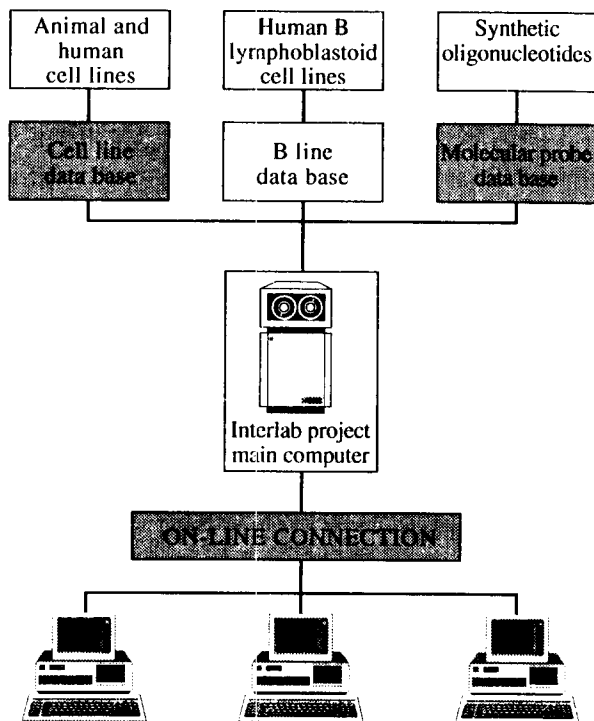 Animal and
human
cell lines
Human B
lymphoblastoid
cell lines
Synthetic
oligonucleotides
Cell line
data base
B line
data base
Molecular probe
data base
Interlab project
main computer
ON-LINE CONNECTION